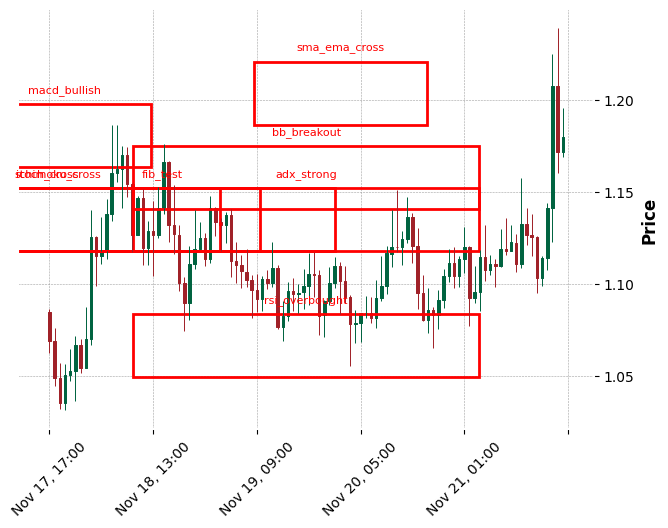 sma_ema_cross
macd_bullish
bb_breakout
fib_test
adx_strong
rsi_overbought
1.20
1.15
1.10
1.05
Price
Nov 17, 17:00
Nov 18, 13:00
Nov 19, 09:00
Nov 20, 05:00
Nov 21, 01:00